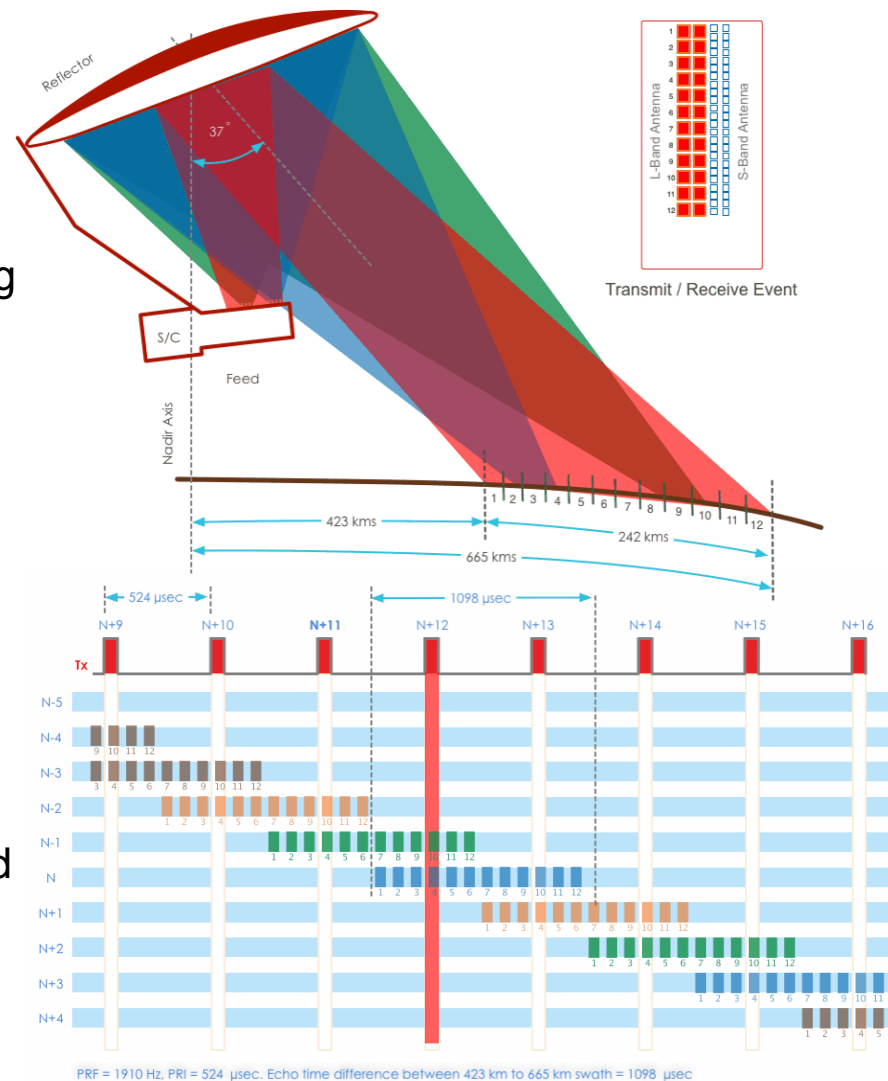 Reflector
37°
S/C
Feed
Nadir Axis
g
d
1
2
3
4
5
6
7
8
9
10
11
12
L-Band Antenna
S-Band Antenna
Transmit / Receive Event
1 2 3 4 5 6 7 8 9 10 11 12
423 kms
242 kms
665 kms
524 µsec
1098 µsec
N+9 N+10 N+11 N+12 N+13 N+14 N+15 N+16
Tx
N-5
N-4
9 10 11 12
N-3
3 4 5 6 7 8 9 10 11 12
N-2
1 2 3 4 5 6 7 8 9 10 11 12
N-1
1 2 3 4 5 6 7 8 9 10 11 12
N
1 2 3 4 5 6 7 8 9 10 11 12
N+1
1 2 3 4 5 6 7 8 9 10 11 12
N+2
1 2 3 4 5 6 7 8 9 10 11 12
N+3
1 2 3 4 5 6 7 8 9 10 11
N+4
1 2 3 4 5
PRF = 1910 Hz, PRI = 524 µsec. Echo time difference between 423 km to 665 km swath = 1098 µsec